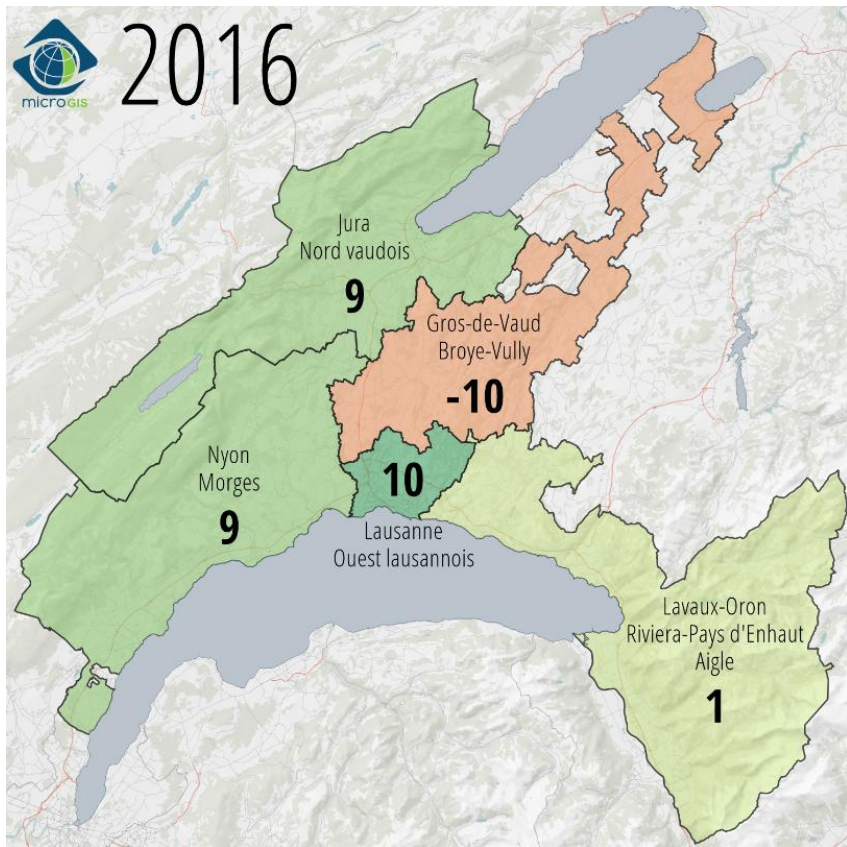 microGIS
2016
Jura
Nord vaudois
9
Gros-de-Vaud
Broye-Vully
-10
Nyon
Morges
9
10
Lausanne
Ouest lausannois
Lavaux-Oron
Riviera-Pays d'Enhaut
Aigle
1